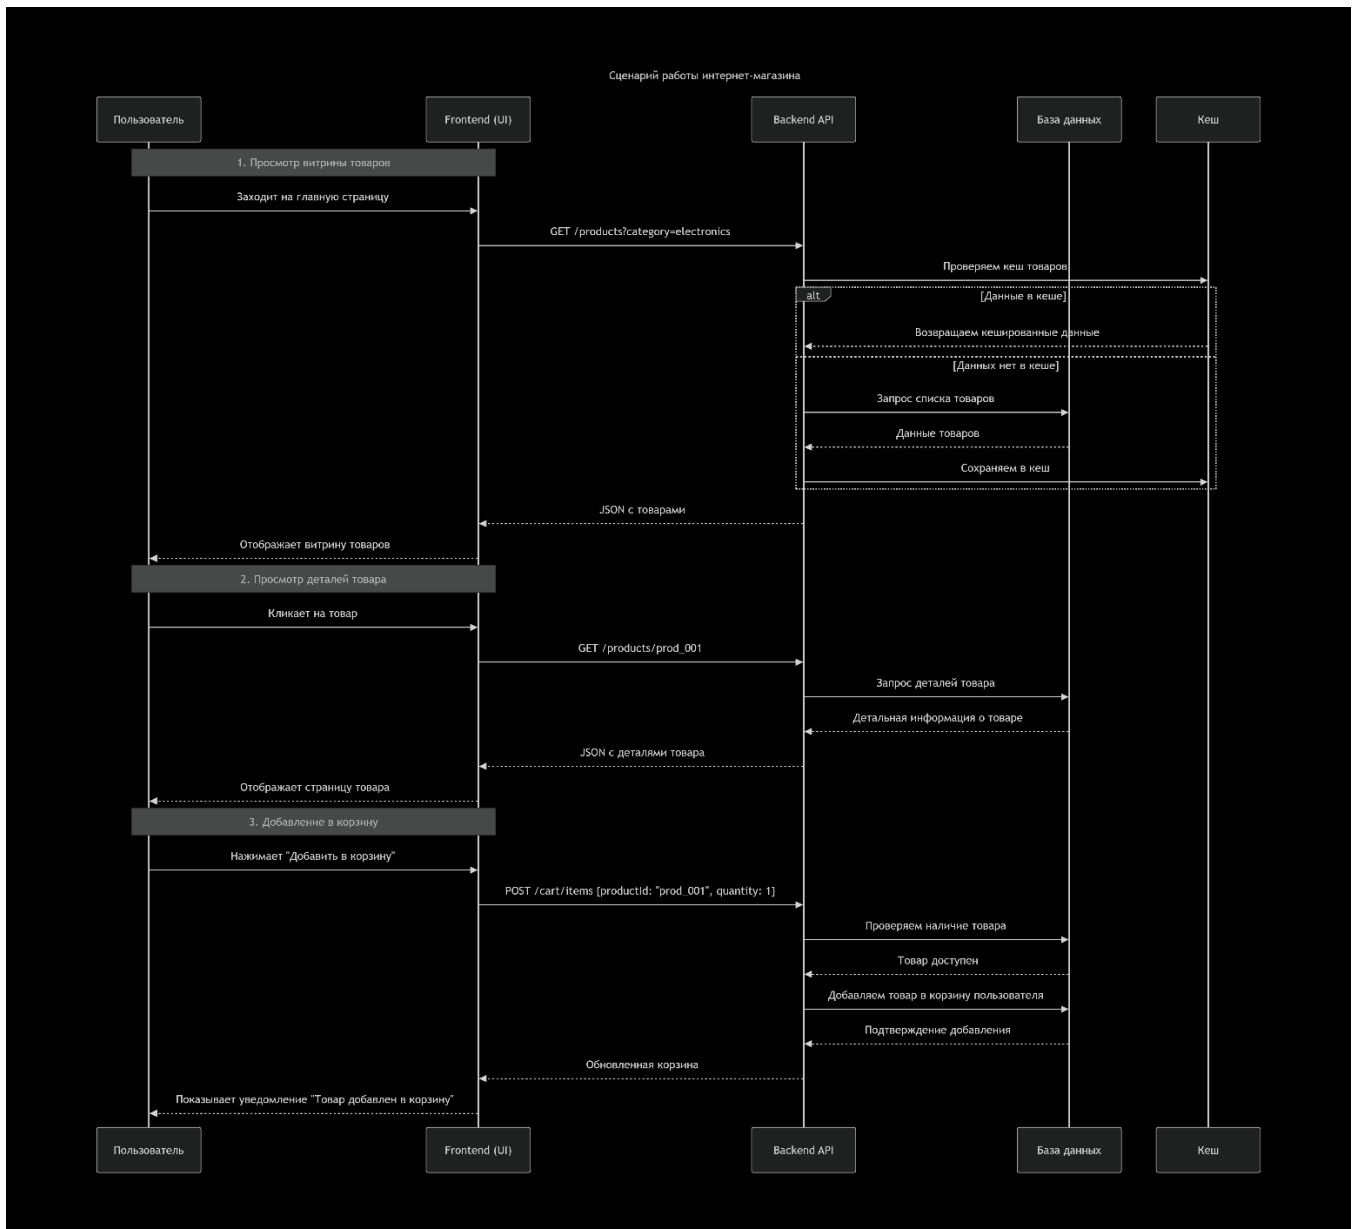 Сценарий работы интернет-магазина
Пользователь
Frontend (UI)
Backend API
База данных
Кеш
1. Просмотр витрины товаров
Заходит на главную страницу
GET /products?category=electronics
Проверяем кеш товаров
alt
[Данные в кеше]
Возвращаем кешированные данные
[Данных нет в кеше]
Запрос списка товаров
Данные товаров
Сохраняем в кеш
JSON с товарами
Отображает витрину товаров
2. Просмотр деталей товара
Кликает на товар
GET /products/prod_001
Запрос деталей товара
Детальная информация о товаре
JSON с деталями товара
Отображает страницу товара
3. Добавление в корзину
Нажимает "Добавить в корзину"
POST /cart/items {productId: "prod_001", quantity: 1}
Проверяем наличие товара
Товар доступен
Добавляем товар в корзину пользователя
Подтверждение добавления
Обновленная корзина
Показывает уведомление "Товар добавлен в корзину"
Пользователь
Frontend (UI)
Backend API
База данных
Кеш